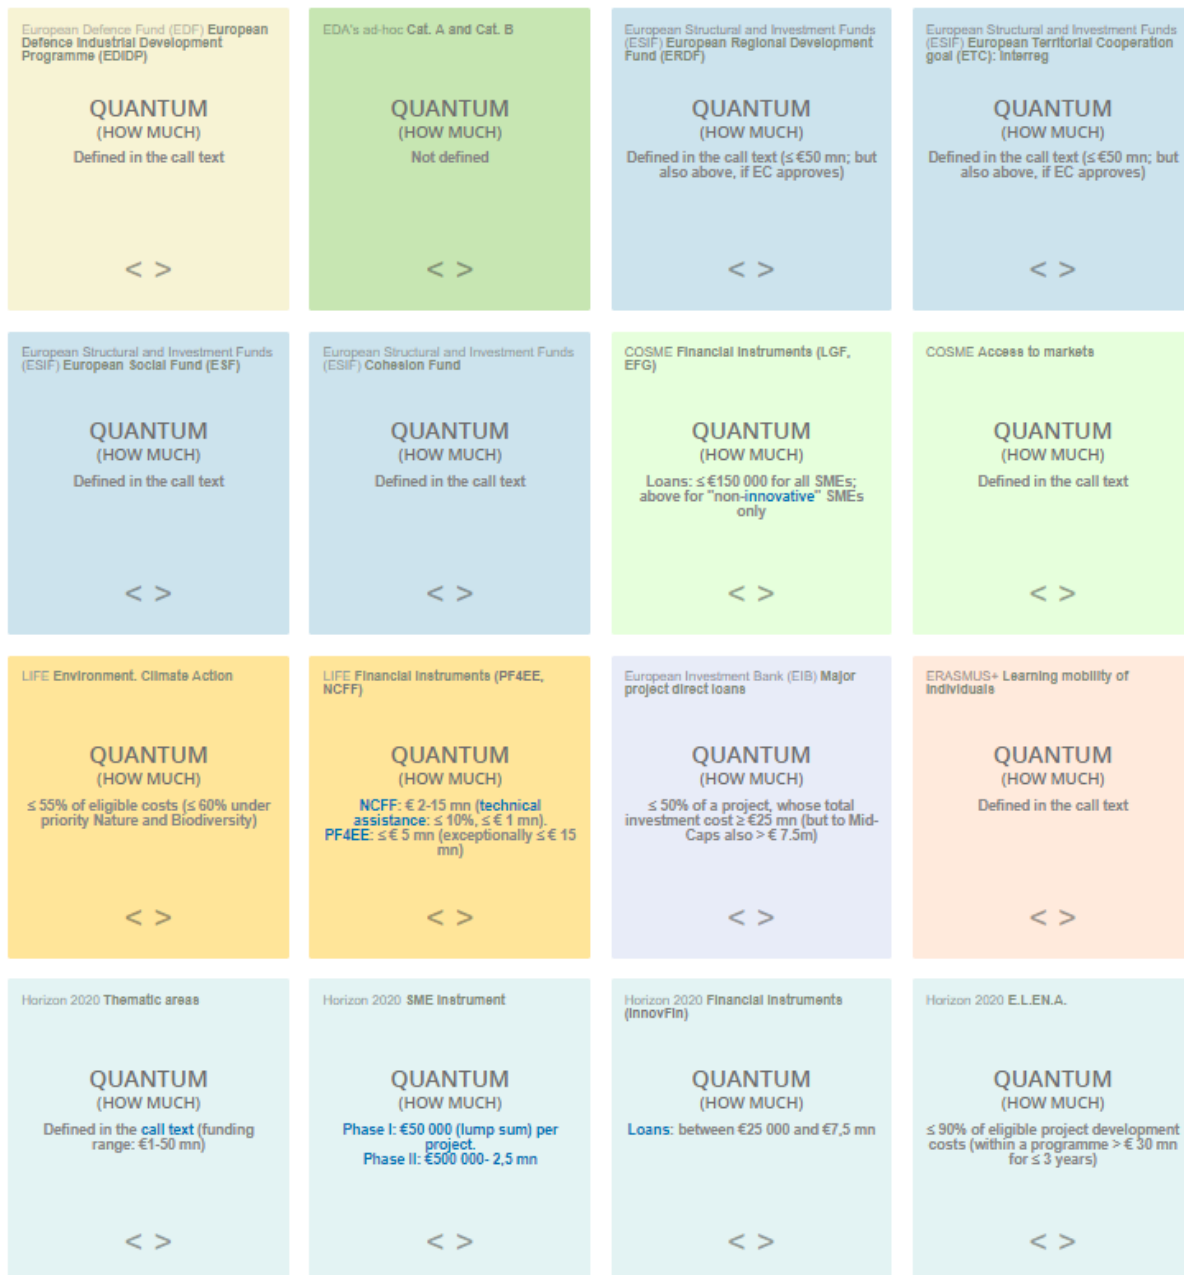 European Defence Fund (EDF) European
Defence Industrial Development
Programme (EDIDP)
QUANTUM
(HOW MUCH)
Defined in the call text
< >
EDA's ad-hoc Cat. A and Cat. B
QUANTUM
(HOW MUCH)
Not defined
< >
European Structural and Investment Funds
(ESIF) European Regional Development
Fund (ERDF)
QUANTUM
(HOW MUCH)
Defined in the call text (≤ €50 mn; but
also above, if EC approves)
< >
European Structural and Investment Funds
(ESIF) European Territorial Cooperation
goal (ETC): Interreg
QUANTUM
(HOW MUCH)
Defined in the call text (≤ €50 mn; but
also above, if EC approves)
< >
European Structural and Investment Funds
(ESIF) European Social Fund (ESF)
QUANTUM
(HOW MUCH)
Defined in the call text
< >
European Structural and Investment Funds
(ESIF) Cohesion Fund
QUANTUM
(HOW MUCH)
Defined in the call text
< >
COSME Financial Instruments (LGF,
EFG)
QUANTUM
(HOW MUCH)
Loans: ≤ €150 000 for all SMEs;
above for "non-innovative" SMEs
only
< >
COSME Access to markets
QUANTUM
(HOW MUCH)
Defined in the call text
< >
LIFE Environment. Climate Action
QUANTUM
(HOW MUCH)
≤ 55% of eligible costs (≤ 60% under
priority Nature and Biodiversity)
< >
LIFE Financial Instruments (PF4EE,
NCFF)
QUANTUM
(HOW MUCH)
NCFF: € 2-15 mn (technical
assistance: ≤ 10%, ≤ € 1 mn).
PF4EE: ≤ € 5 mn (exceptionally ≤ € 15
mn)
< >
European Investment Bank (EIB) Major
project direct loans
QUANTUM
(HOW MUCH)
≤ 50% of a project, whose total
investment cost ≥ €25 mn (but to Mid-
Caps also > € 7.5m)
< >
ERASMUS+ Learning mobility of
Individuals
QUANTUM
(HOW MUCH)
Defined in the call text
< >
Horizon 2020 Thematic areas
QUANTUM
(HOW MUCH)
Defined in the call text (funding
range: €1-50 mn)
< >
Horizon 2020 SME Instrument
QUANTUM
(HOW MUCH)
Phase I: €50 000 (lump sum) per
project.
Phase II: €500 000- 2,5 mn
< >
Horizon 2020 Financial Instruments
(InnovFin)
QUANTUM
(HOW MUCH)
Loans: between €25 000 and €7,5 mn
< >
Horizon 2020 E.L.EN.A.
QUANTUM
(HOW MUCH)
≤ 90% of eligible project development
costs (within a programme > € 30 mn
for ≤ 3 years)
< >